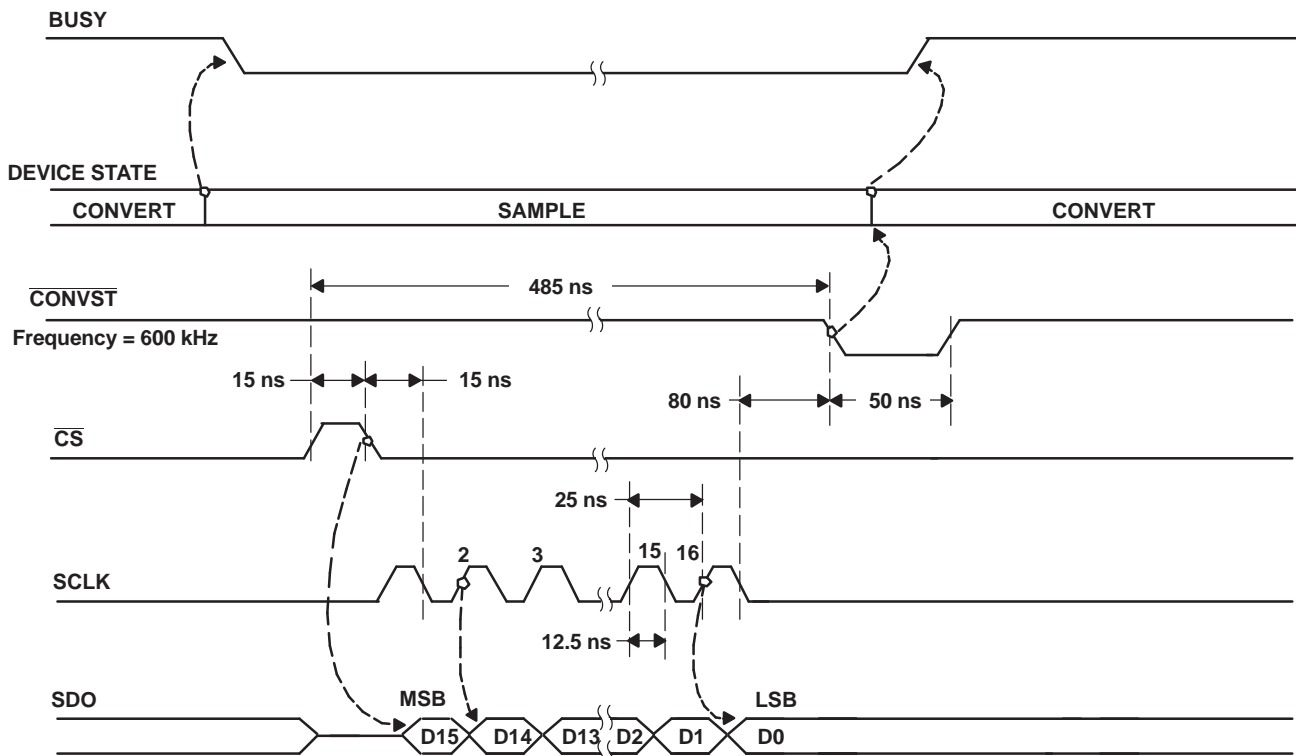 BUSY
DEVICE STATE
CONVERT SAMPLE CONVERT
485 ns
CONVST
Frequency = 600 kHz
15 ns 15 ns
80 ns 50 ns
CS
25 ns
2 3 15 16
SCLK
12.5 ns
SDO MSB LSB
D15 D14 D13 D2 D1 D0